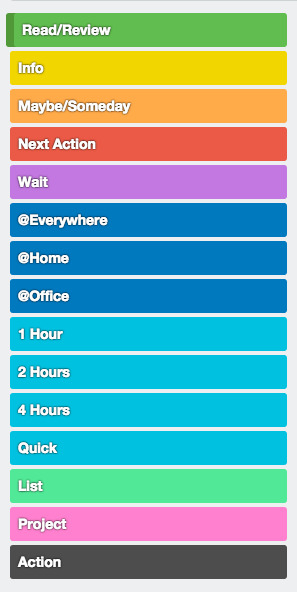 Read/Review
Info
Maybe/Someday
Next Action
Wait
@Everywhere
@Home
@Office
1 Hour
2 Hours
4 Hours
Quick
List
Project
Action